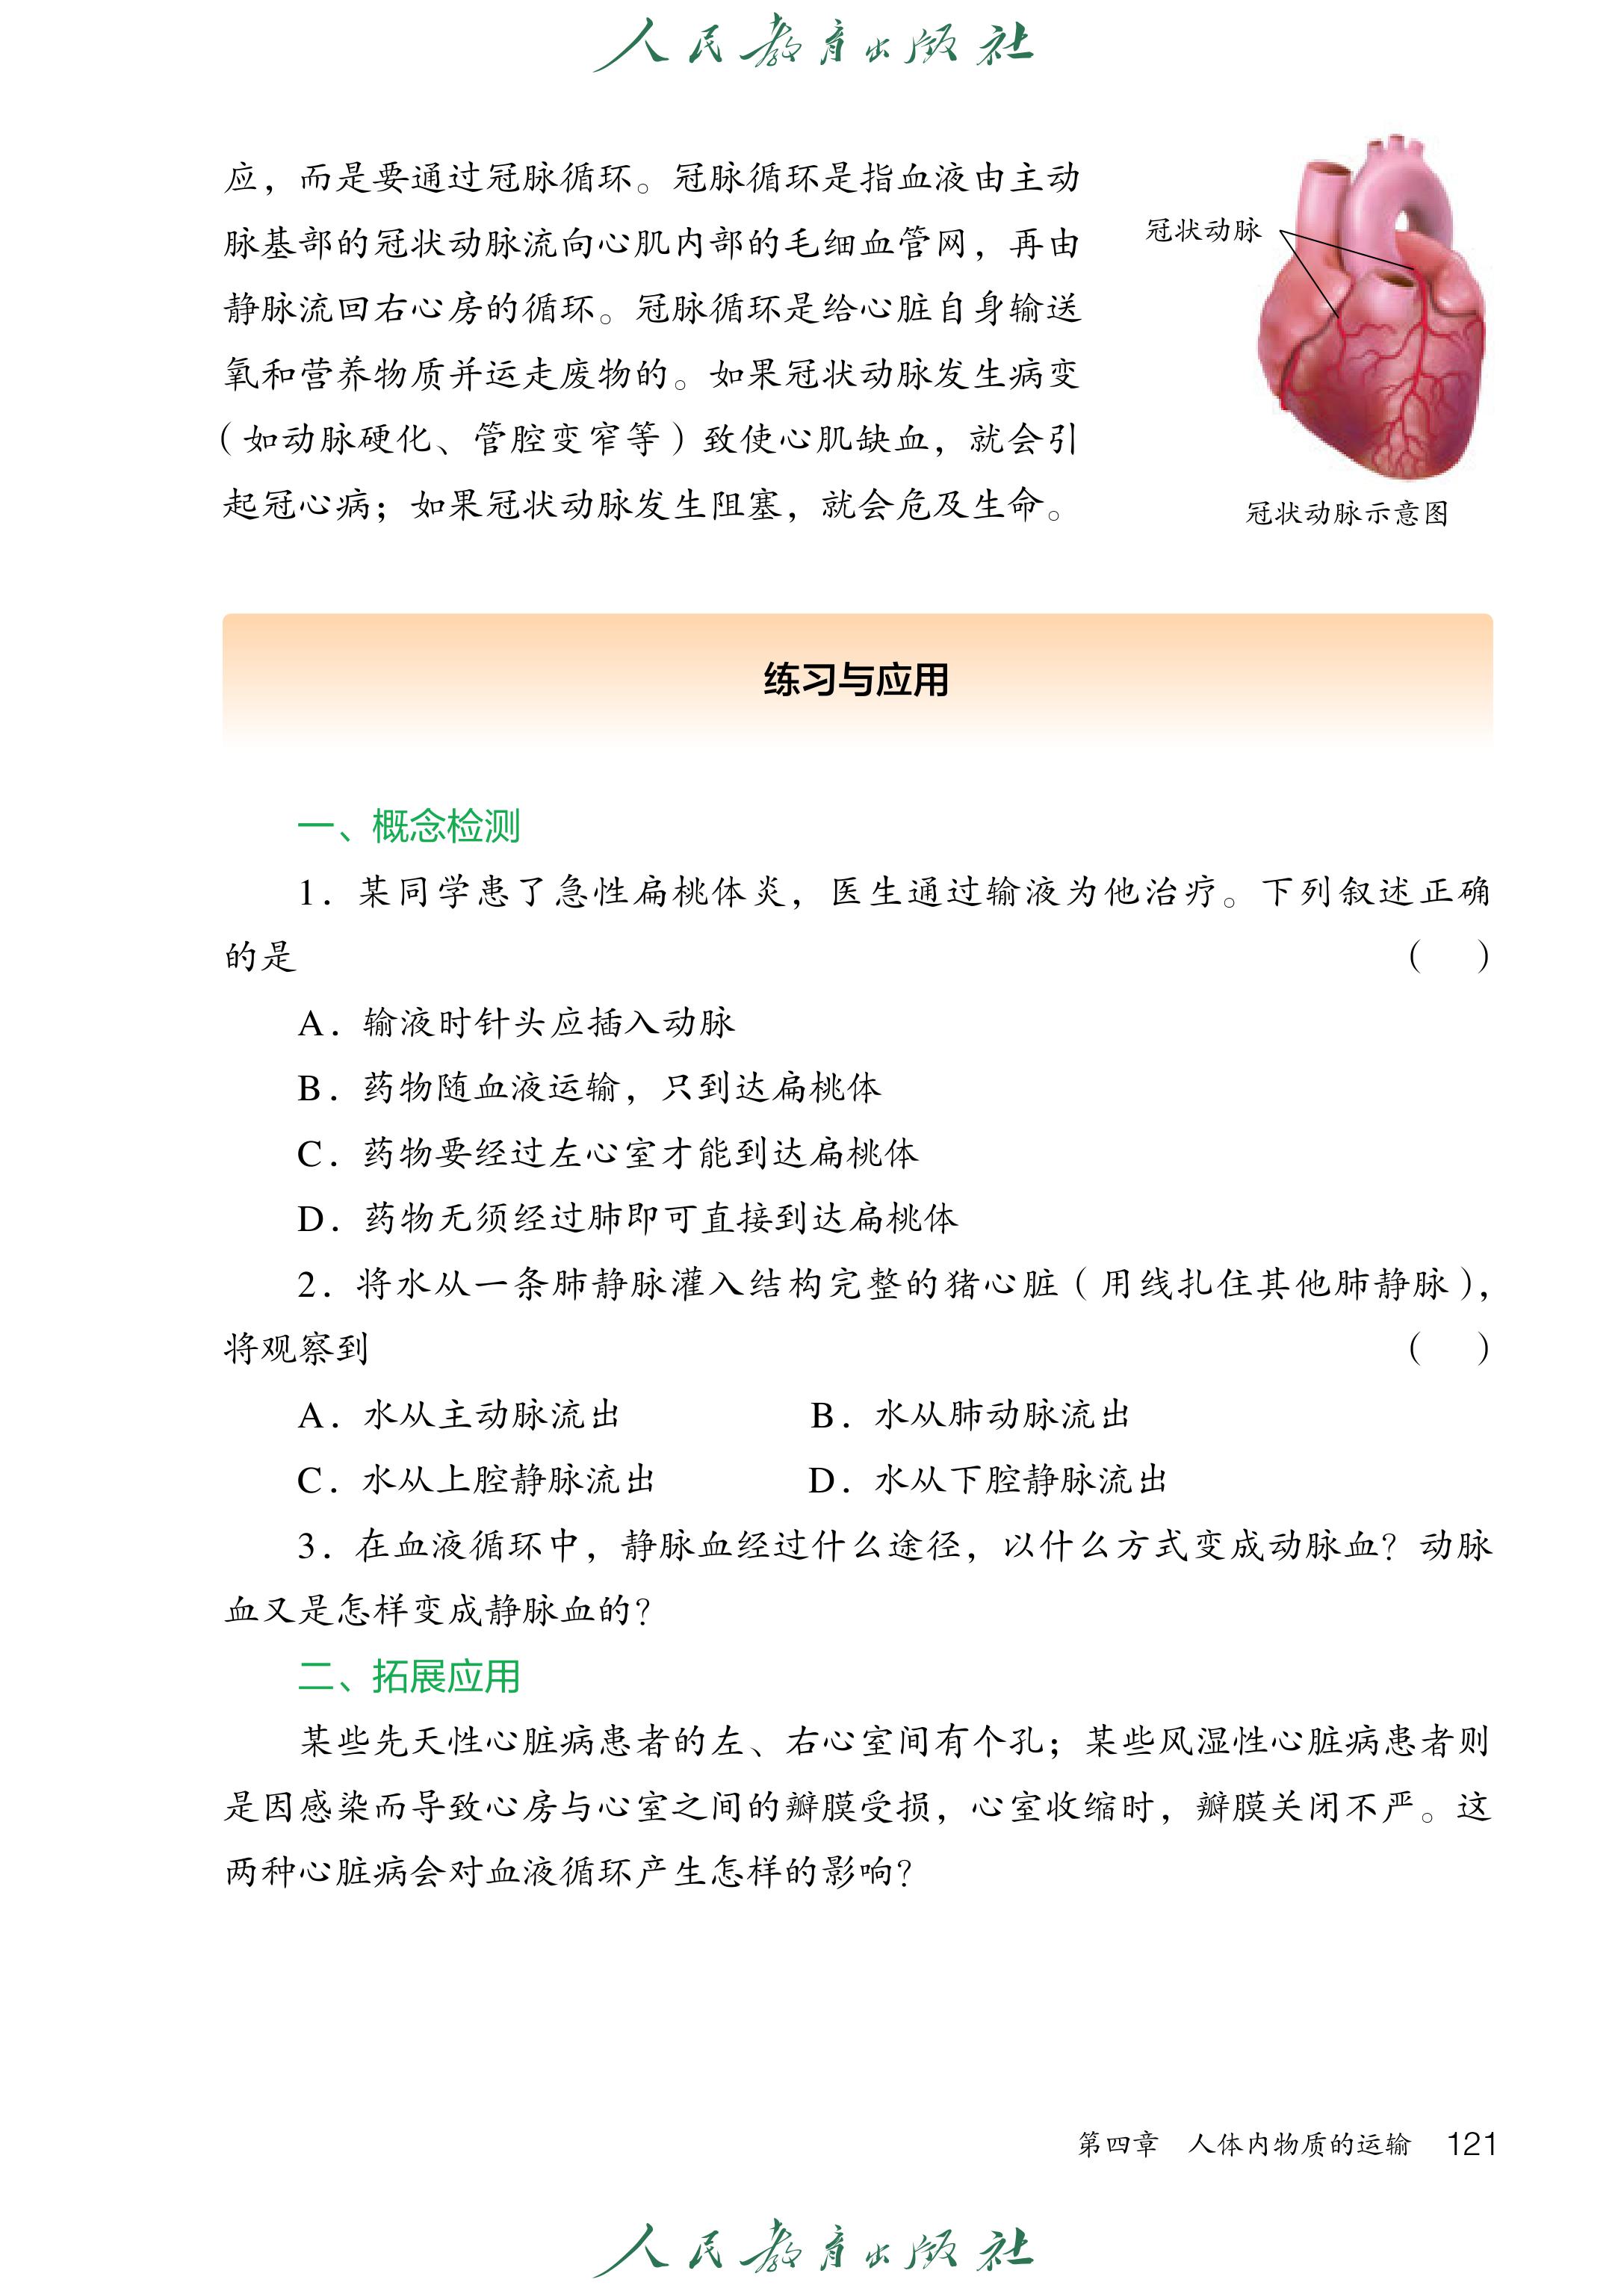 人民教育出版社
应，而是要通过冠脉循环。冠脉循环是指血液由主动
脉基部的冠状动脉流向心肌内部的毛细血管网，再由
静脉流回右心房的循环。冠脉循环是给心脏自身输送
氧和营养物质并运走废物的。如果冠状动脉发生病变
（如动脉硬化、管腔变窄等）致使心肌缺血，就会引
起冠心病；如果冠状动脉发生阻塞，就会危及生命。
冠状动脉
冠状动脉示意图
练习与应用
一、概念检测
1. 某同学患了急性扁桃体炎，医生通过输液为他治疗。下列叙述正确
的是 （ ）
A. 输液时针头应插入动脉
B. 药物随血液运输，只到达扁桃体
C. 药物要经过左心室才能到达扁桃体
D. 药物无须经过肺即可直接到达扁桃体
2. 将水从一条肺静脉灌入结构完整的猪心脏（用线扎住其他肺静脉），
将观察到 （ ）
A. 水从主动脉流出 B. 水从肺动脉流出
C. 水从上腔静脉流出 D. 水从下腔静脉流出
3. 在血液循环中，静脉血经过什么途径，以什么方式变成动脉血？动脉
血又是怎样变成静脉血的？
二、拓展应用
某些先天性心脏病患者的左、右心室间有个孔；某些风湿性心脏病患者则
是因感染而导致心房与心室之间的瓣膜受损，心室收缩时，瓣膜关闭不严。这
两种心脏病会对血液循环产生怎样的影响？
第四章 人体内物质的运输 121
人民教育出版社